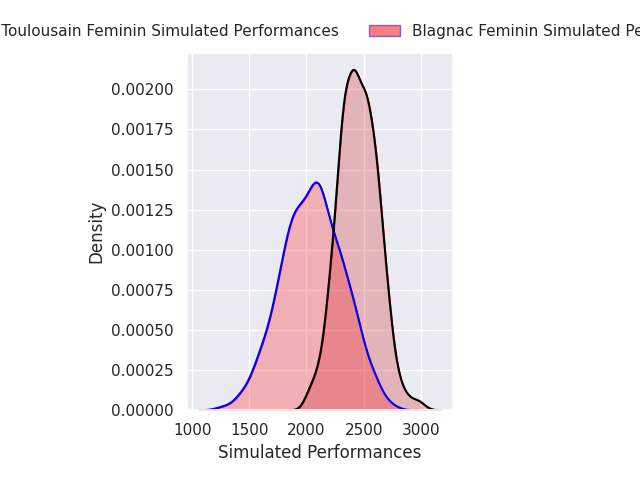 Toulousain Feminin Simulated Performances
Blagnac Feminin Simulated
0.00200
0.00175
0.00150
0.00125
0.00100
0.00075
0.00050
0.00025
0.00000
Density
1000 1500 2000 2500 3000
Simulated Performances